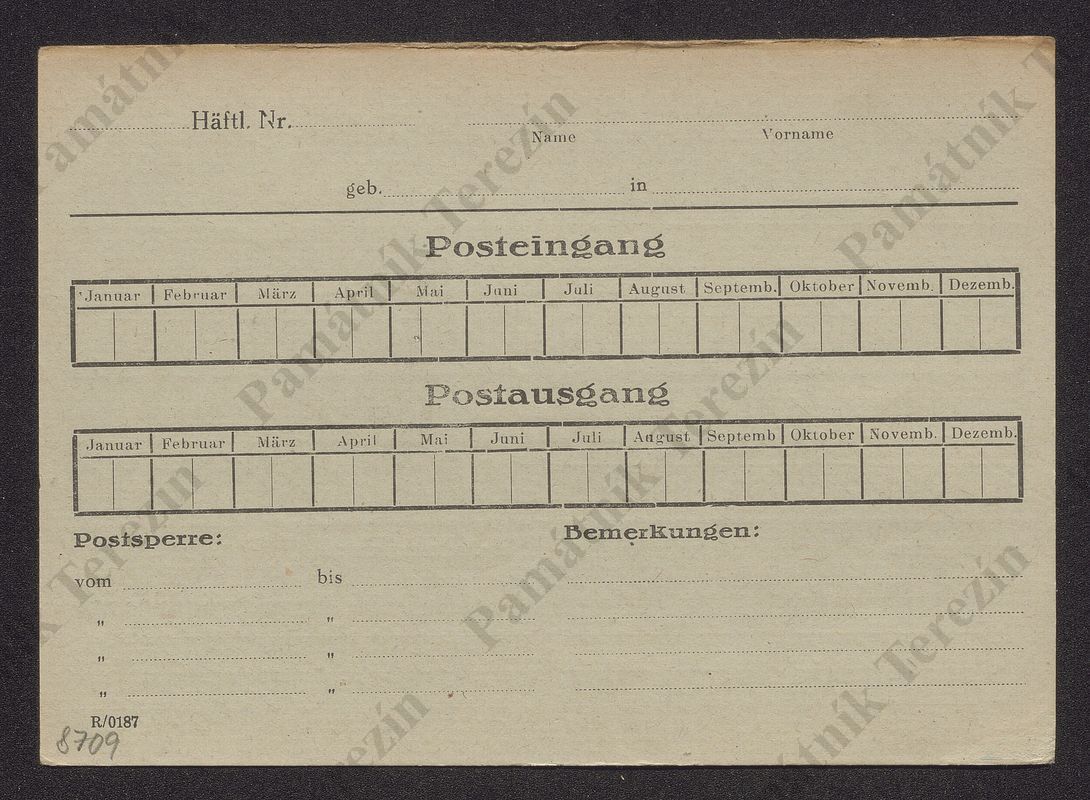 Häftl. Nr.
Name Vorname
geb. in
Posteingang
Januar Februar März April Mai Juni Juli August Septemb. Oktober Novemb. Dezemb.
Postausgang
Januar Februar März April Mai Juni Juli August Septemb Oktober Novemb. Dezemb.
Postsperre: Bemerkungen:
vom bis
" "
" "
" "
R/0187
8709
Památník Terezín